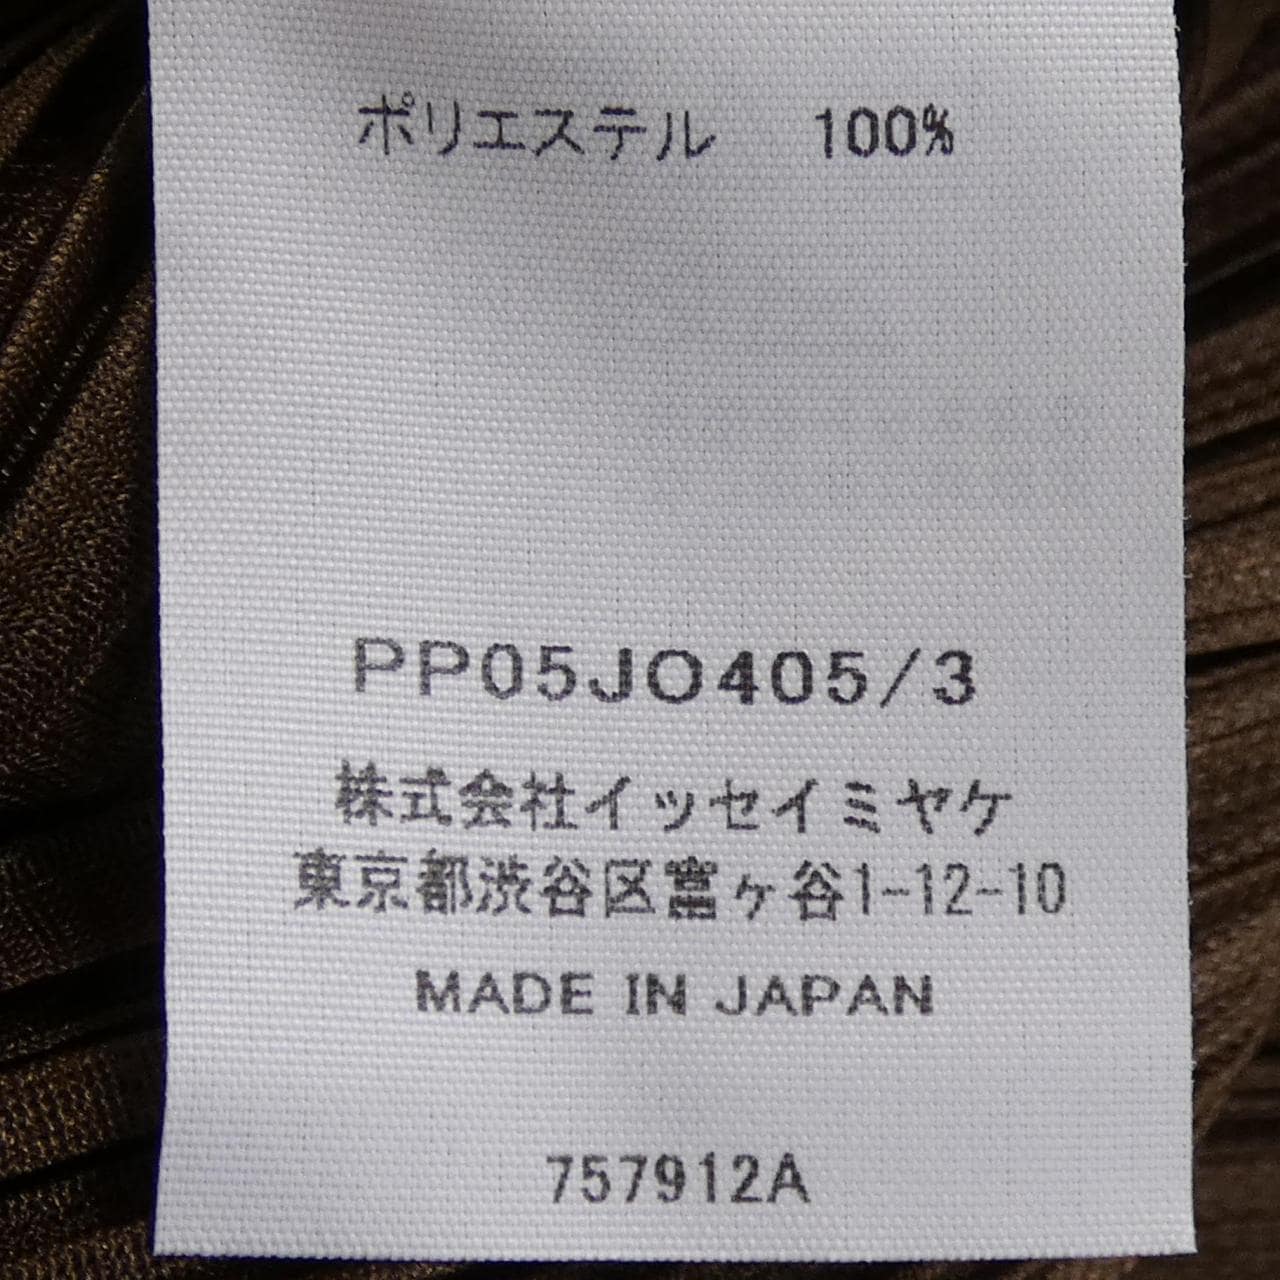 ポリエステル 100%
PP05JO405/3
株式会社イッセイミヤケ
東京都渋谷区富ヶ谷1-12-10
MADE IN JAPAN
757912A